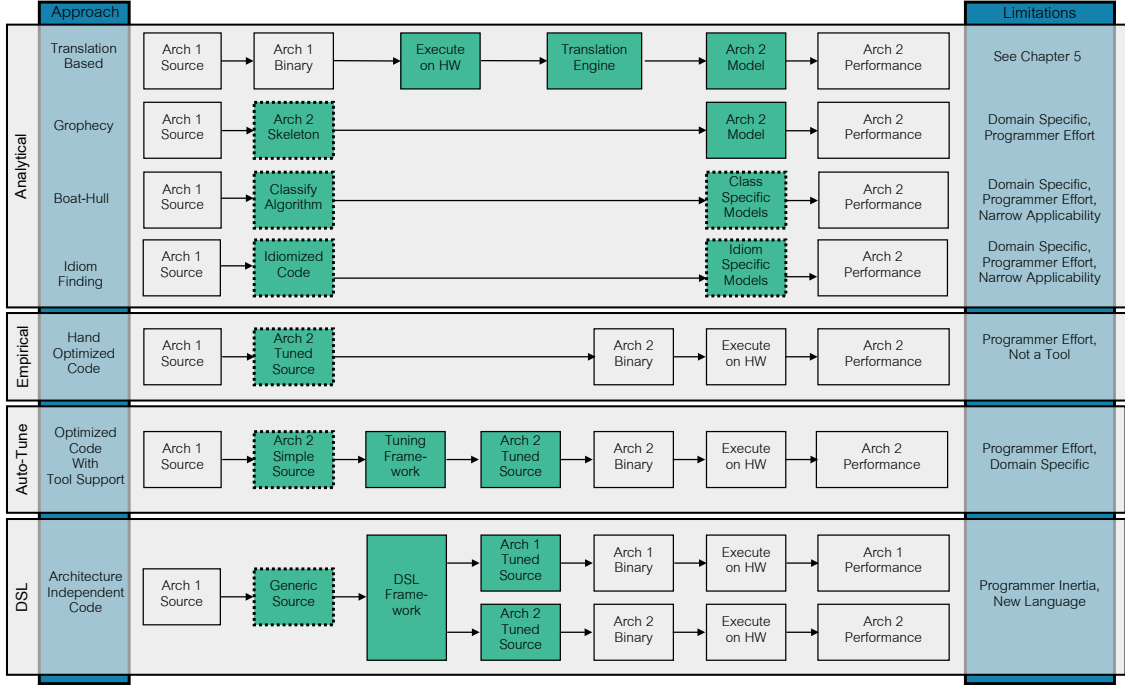 Approach
Limitations
Analytical
Translation
Based
Arch 1
Source
Arch 1
Binary
Execute
on HW
Translation
Engine
Arch 2
Model
Arch 2
Performance
See Chapter 5
Grophecy
Arch 1
Source
Arch 2
Skeleton
Arch 2
Model
Arch 2
Performance
Domain Specific,
Programmer Effort
Boat-Hull
Arch 1
Source
Classify
Algorithm
Class
Specific
Models
Arch 2
Performance
Domain Specific,
Programmer Effort,
Narrow Applicability
Idiom
Finding
Arch 1
Source
Idiomized
Code
Idiom
Specific
Models
Arch 2
Performance
Domain Specific,
Programmer Effort,
Narrow Applicability
Empirical
Hand
Optimized
Code
Arch 1
Source
Arch 2
Tuned
Source
Arch 2
Binary
Execute
on HW
Arch 2
Performance
Programmer Effort,
Not a Tool
Auto-Tune
Optimized
Code
With
Tool Support
Arch 1
Source
Arch 2
Simple
Source
Tuning
Frame-
work
Arch 2
Tuned
Source
Arch 2
Binary
Execute
on HW
Arch 2
Performance
Programmer Effort,
Domain Specific
DSL
Architecture
Independent
Code
Arch 1
Source
Generic
Source
DSL
Frame-
work
Arch 1
Tuned
Source
Arch 1
Binary
Execute
on HW
Arch 1
Performance
Arch 2
Tuned
Source
Arch 2
Binary
Execute
on HW
Arch 2
Performance
Programmer Inertia,
New Language